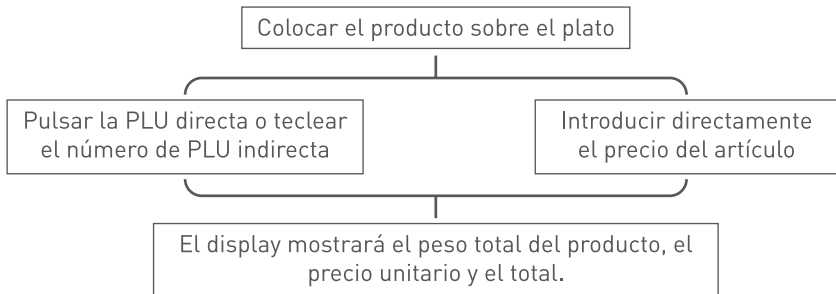 Colocar el producto sobre el plato
Pulsar la PLU directa o teclear
el número de PLU indirecta
Introducir directamente
el precio del artículo
El display mostrará el peso total del producto, el
precio unitario y el total.